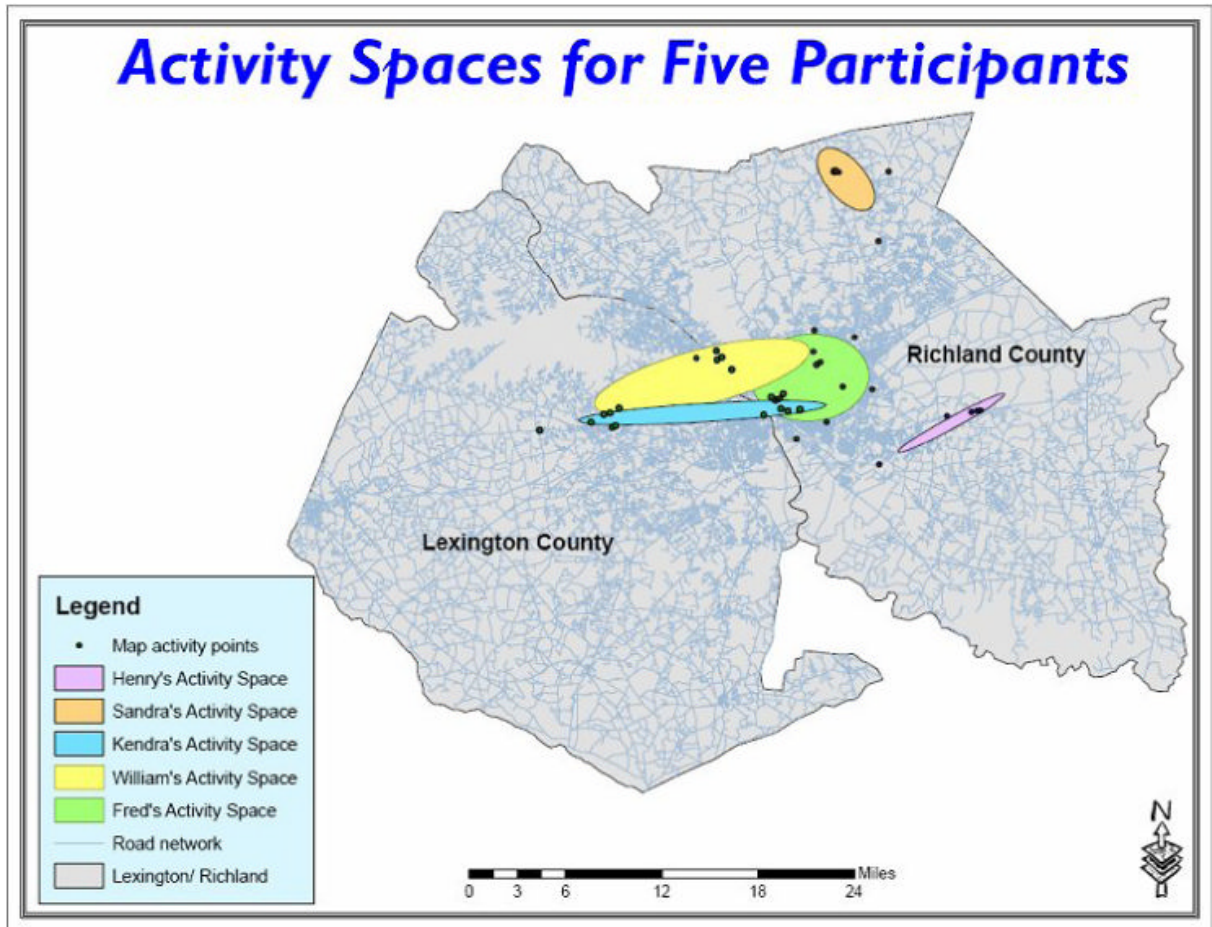 Activity Spaces for Five Participants
Richland County
Lexington County
Legend
Map activity points
Henry's Activity Space
Sandra's Activity Space
Kendra's Activity Space
William's Activity Space
Fred's Activity Space
Road network
Lexington/ Richland
N
Miles
0 3 6 12 18 24